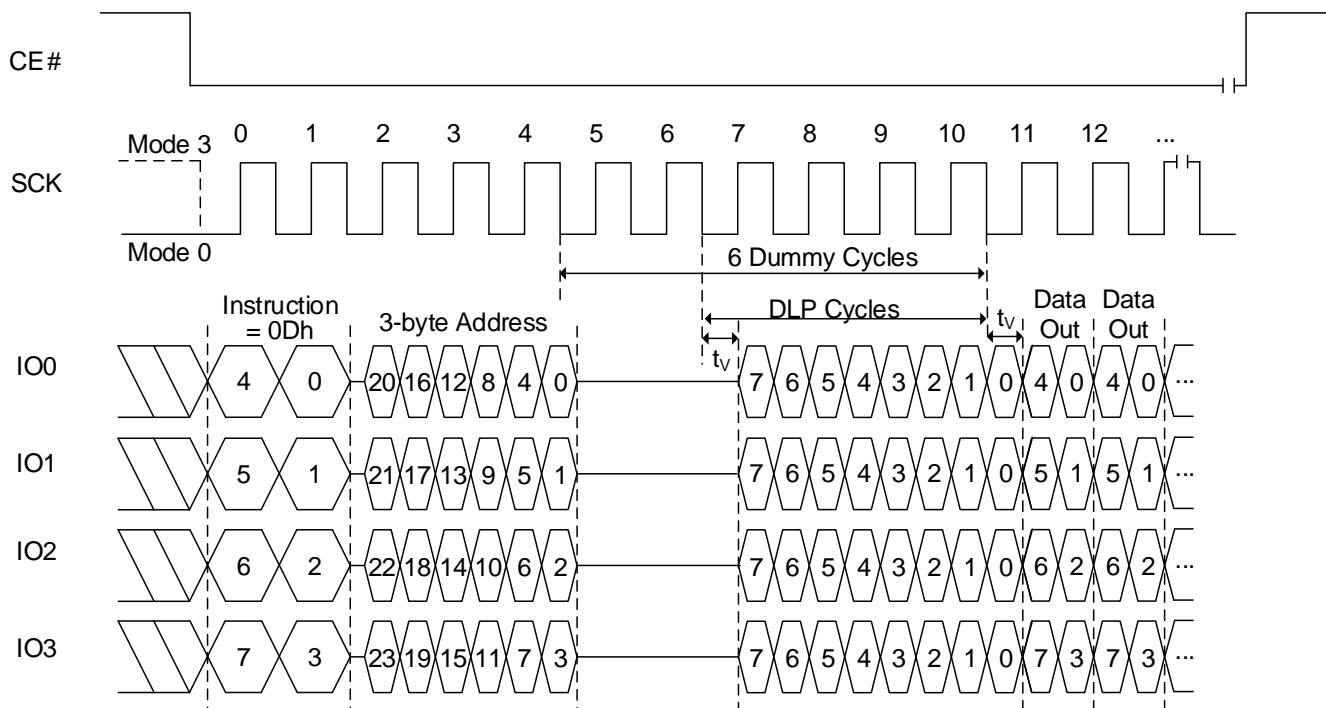 CE#
0 1 2 3 4 5 6 7 8 9 10 11 12 ...
Mode 3
SCK
Mode 0
6 Dummy Cycles
Instruction = 0Dh
3-byte Address
DLP Cycles
tV
tV
Data Out
Data Out
IO0 4 0 20 16 12 8 4 0 7 6 5 4 3 2 1 0 4 0 4 0 ...
IO1 5 1 21 17 13 9 5 1 7 6 5 4 3 2 1 0 5 1 5 1 ...
IO2 6 2 22 18 14 10 6 2 7 6 5 4 3 2 1 0 6 2 6 2 ...
IO3 7 3 23 19 15 11 7 3 7 6 5 4 3 2 1 0 7 3 7 3 ...